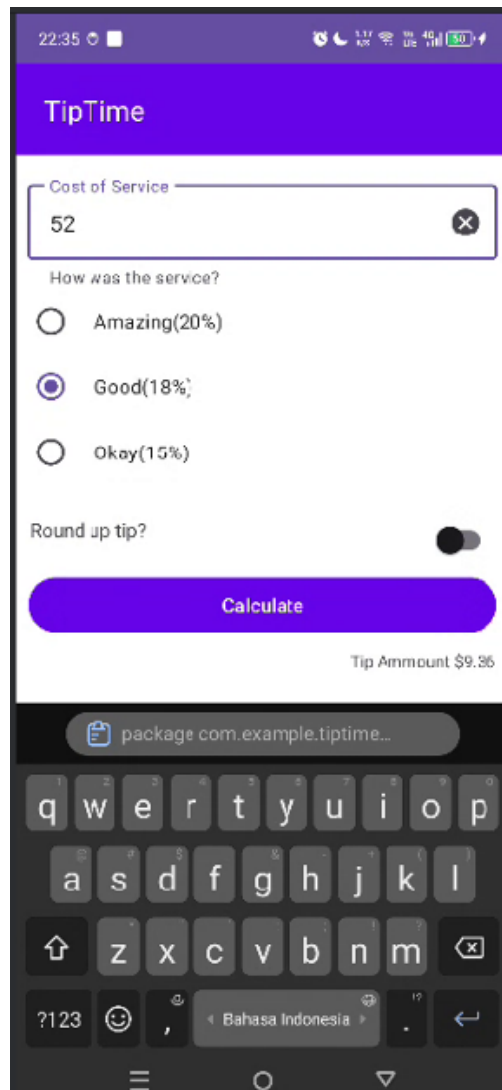 22:35
50
TipTime
Cost of Service
52
How was the service?
Amazing(20%)
Good(18%)
Okay(15%)
Round up tip?
Calculate
Tip Ammount $9.36
package com.example.tiptime...
q w e r t y u i o p
a s d f g h j k l
z x c v b n m
?123 , Bahasa Indonesia .